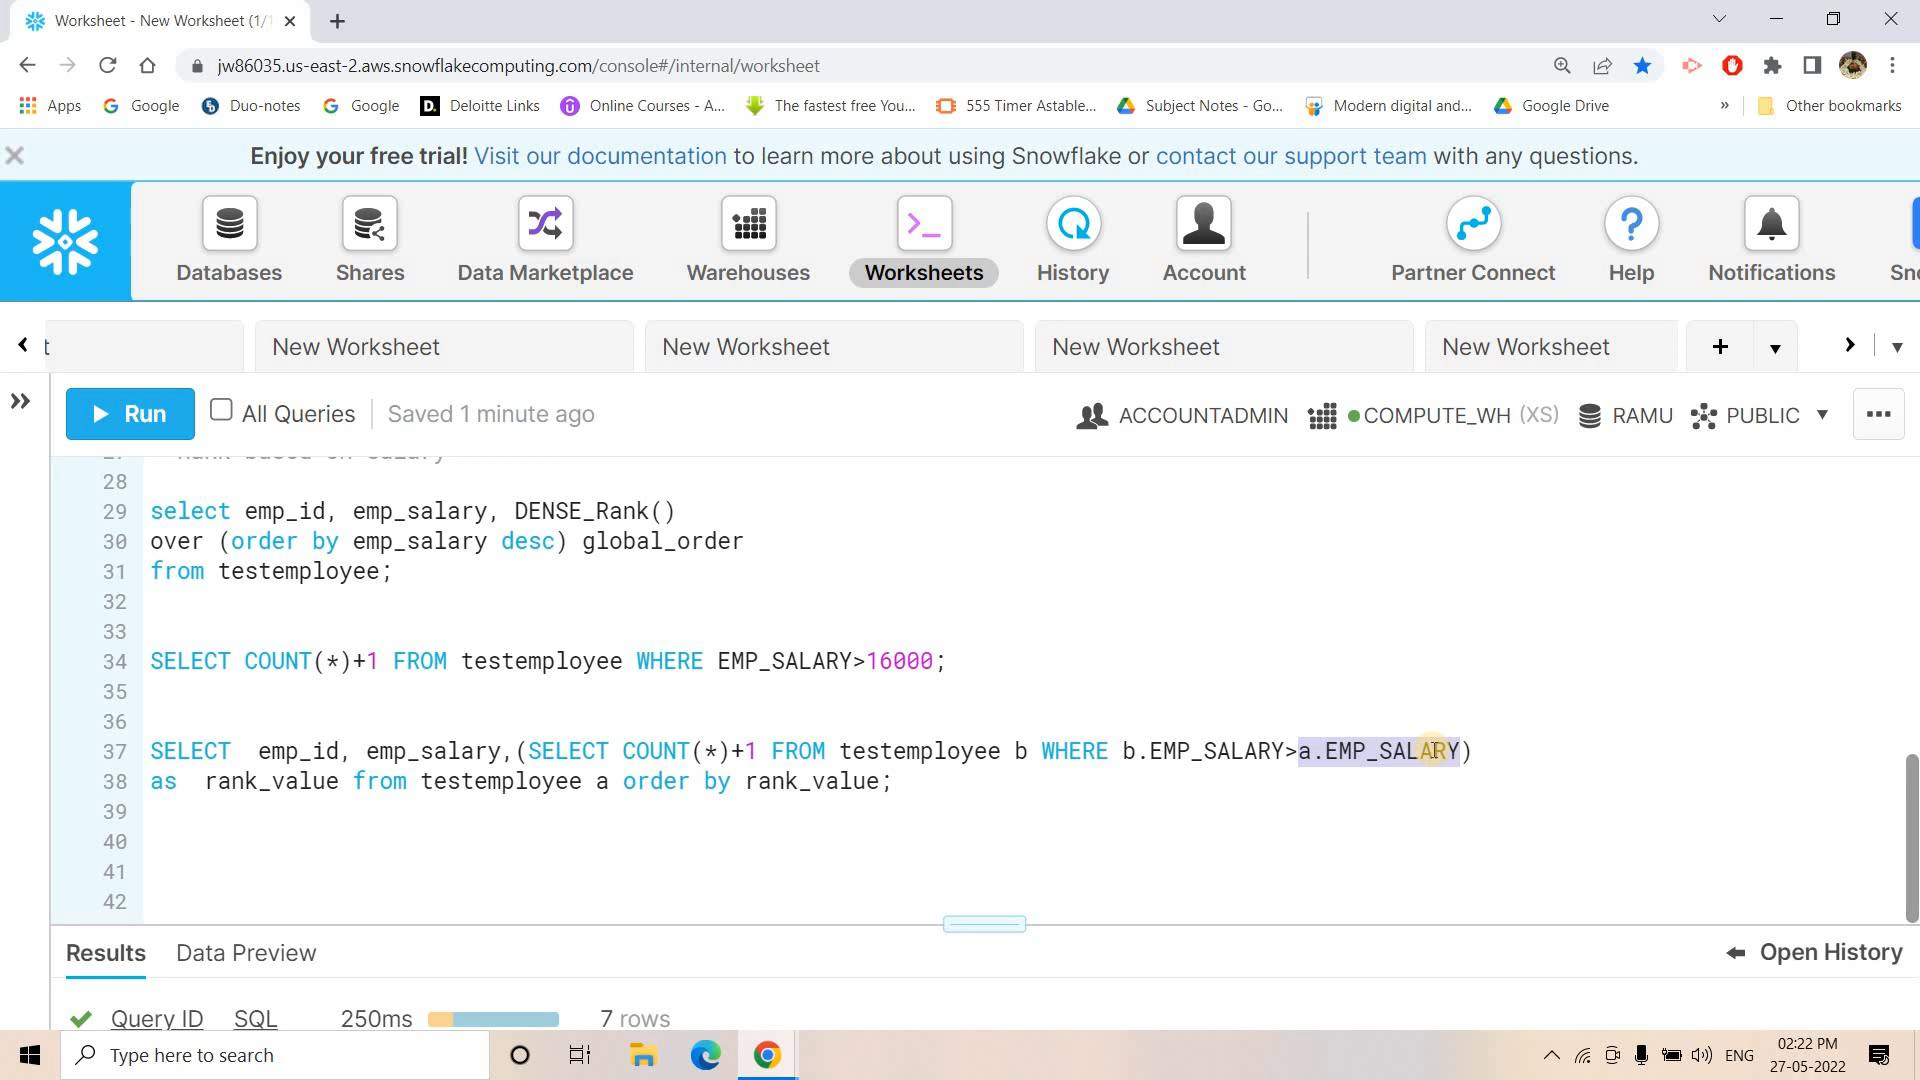 Worksheet - New Worksheet (1/1
jw86035.us-east-2.aws.snowflakecomputing.com/console#/internal/worksheet
Apps Google Duo-notes Google Deloitte Links Online Courses - A... The fastest free You... 555 Timer Astable... Subject Notes - Go... Modern digital and... Google Drive » Other bookmarks
Enjoy your free trial! Visit our documentation to learn more about using Snowflake or contact our support team with any questions.
Databases Shares Data Marketplace Warehouses Worksheets History Account Partner Connect Help Notifications Sno
t New Worksheet New Worksheet New Worksheet New Worksheet
Run All Queries Saved 1 minute ago ACCOUNTADMIN COMPUTE_WH (XS) RAMU PUBLIC
28
29 select emp_id, emp_salary, DENSE_Rank()
30 over (order by emp_salary desc) global_order
31 from testemployee;
32
33
34 SELECT COUNT(*)+1 FROM testemployee WHERE EMP_SALARY>16000;
35
36
37 SELECT  emp_id, emp_salary,(SELECT COUNT(*)+1 FROM testemployee b WHERE b.EMP_SALARY>a.EMP_SALARY)
38 as  rank_value from testemployee a order by rank_value;
39
40
41
42
Results Data Preview Open History
Query ID SQL 250ms 7 rows
Type here to search ENG 02:22 PM
27-05-2022